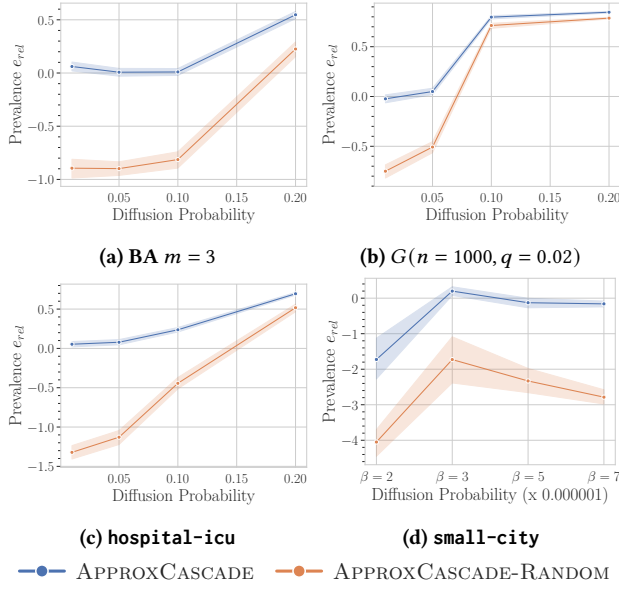 0.5
0.0
−0.5
−1.0
Prevalence e_rel
0.05 0.10 0.15 0.20
Diffusion Probability
(a) BA m = 3
0.5
0.0
−0.5
Prevalence e_rel
0.05 0.10 0.15 0.20
Diffusion Probability
(b) G(n = 1000, q = 0.02)
0.5
0.0
−0.5
−1.0
−1.5
Prevalence e_rel
0.05 0.10 0.15 0.20
Diffusion Probability
(c) hospital-icu
0
−1
−2
−3
−4
Prevalence e_rel
β = 2 β = 3 β = 5 β = 7
Diffusion Probability (x 0.000001)
(d) small-city
ApproxCascade ApproxCascade-Random